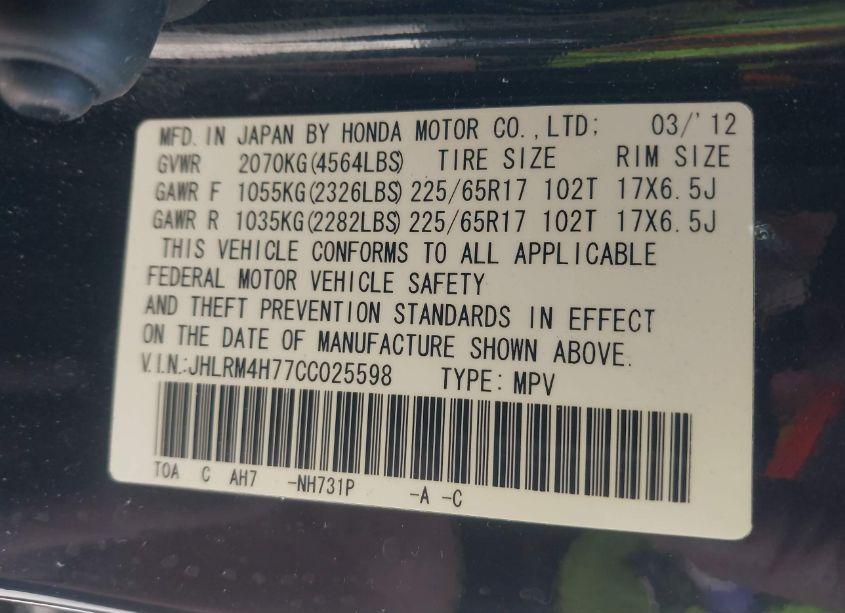 MFD. IN JAPAN BY HONDA MOTOR CO.,LTD; 03/'12
GVWR 2070KG(4564LBS) TIRE SIZE RIM SIZE
GAWR F 1055KG(2326LBS) 225/65R17 102T 17X6.5J
GAWR R 1035KG(2282LBS) 225/65R17 102T 17X6.5J
THIS VEHICLE CONFORMS TO ALL APPLICABLE
FEDERAL MOTOR VEHICLE SAFETY
AND THEFT PREVENTION STANDARDS IN EFFECT
ON THE DATE OF MANUFACTURE SHOWN ABOVE.
V.I.N.:JHLRM4H77CC025598 TYPE: MPV
TOA C AH7 -NH731P -A -C